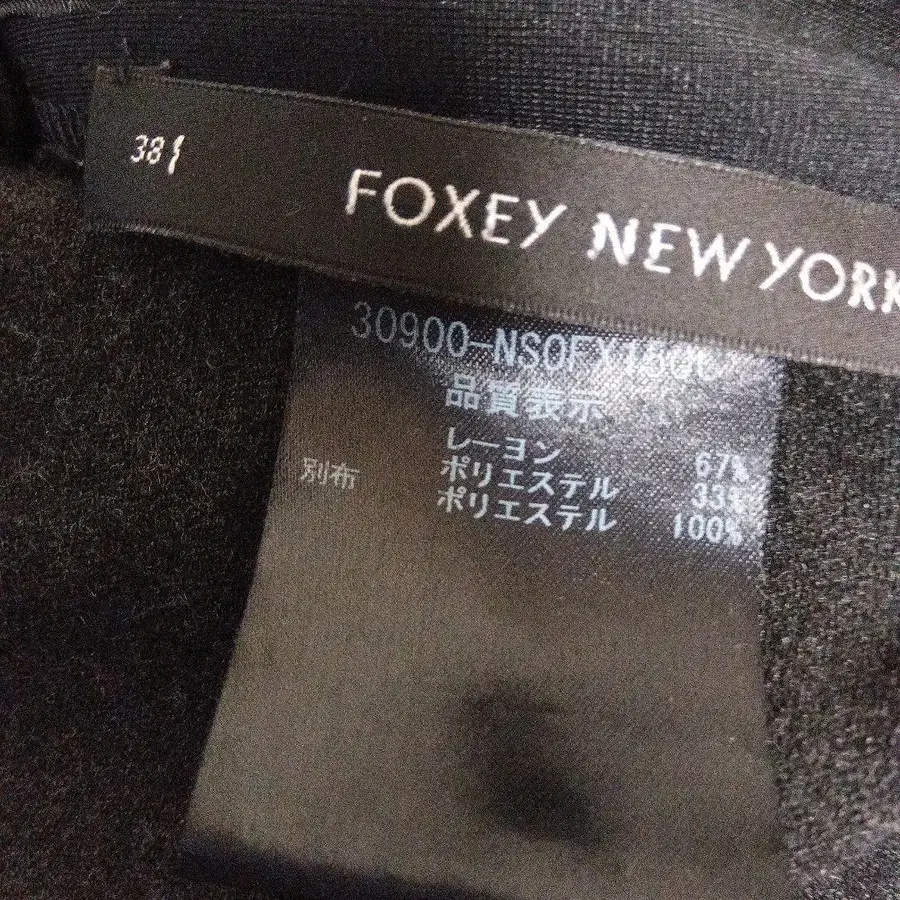 38
FOXEY NEW YORK
品質表示
レーヨン 67%
別布 ポリエステル 33%
ポリエステル 100%